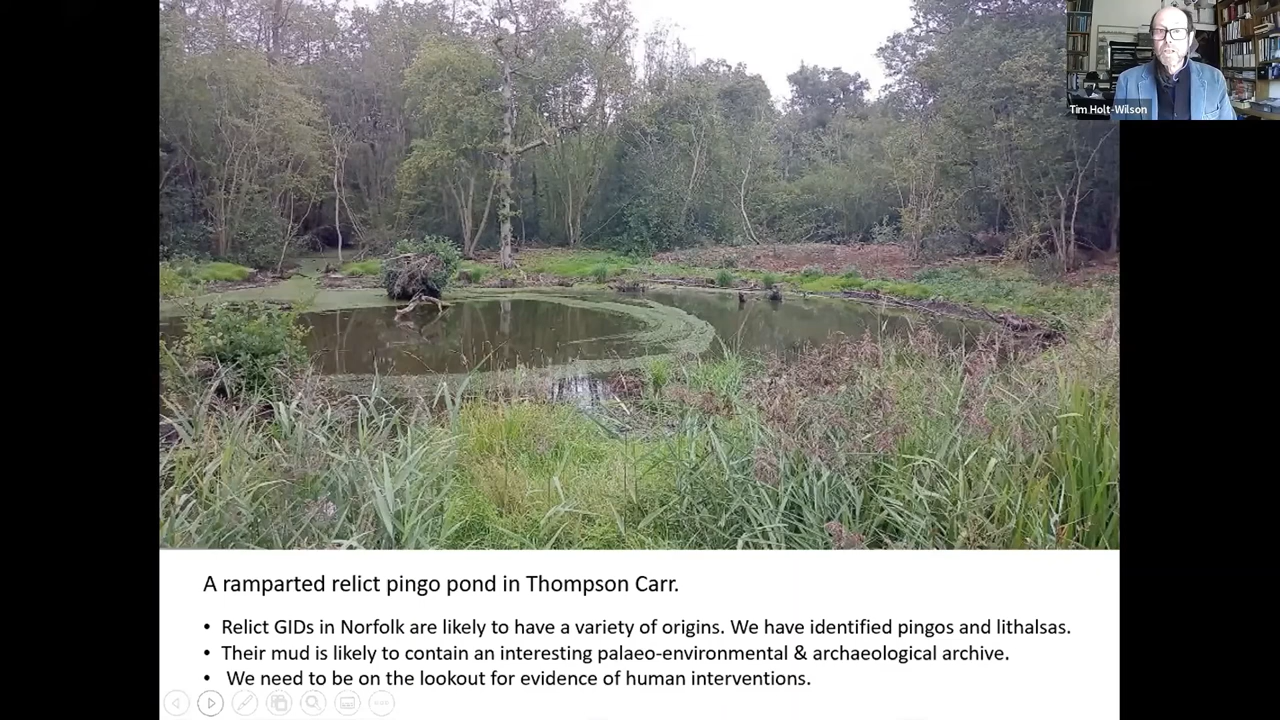 Tim Holt-Wilson
A ramparted relict pingo pond in Thompson Carr.
• Relict GIDs in Norfolk are likely to have a variety of origins. We have identified pingos and lithalsas.
• Their mud is likely to contain an interesting palaeo-environmental & archaeological archive.
• We need to be on the lookout for evidence of human interventions.